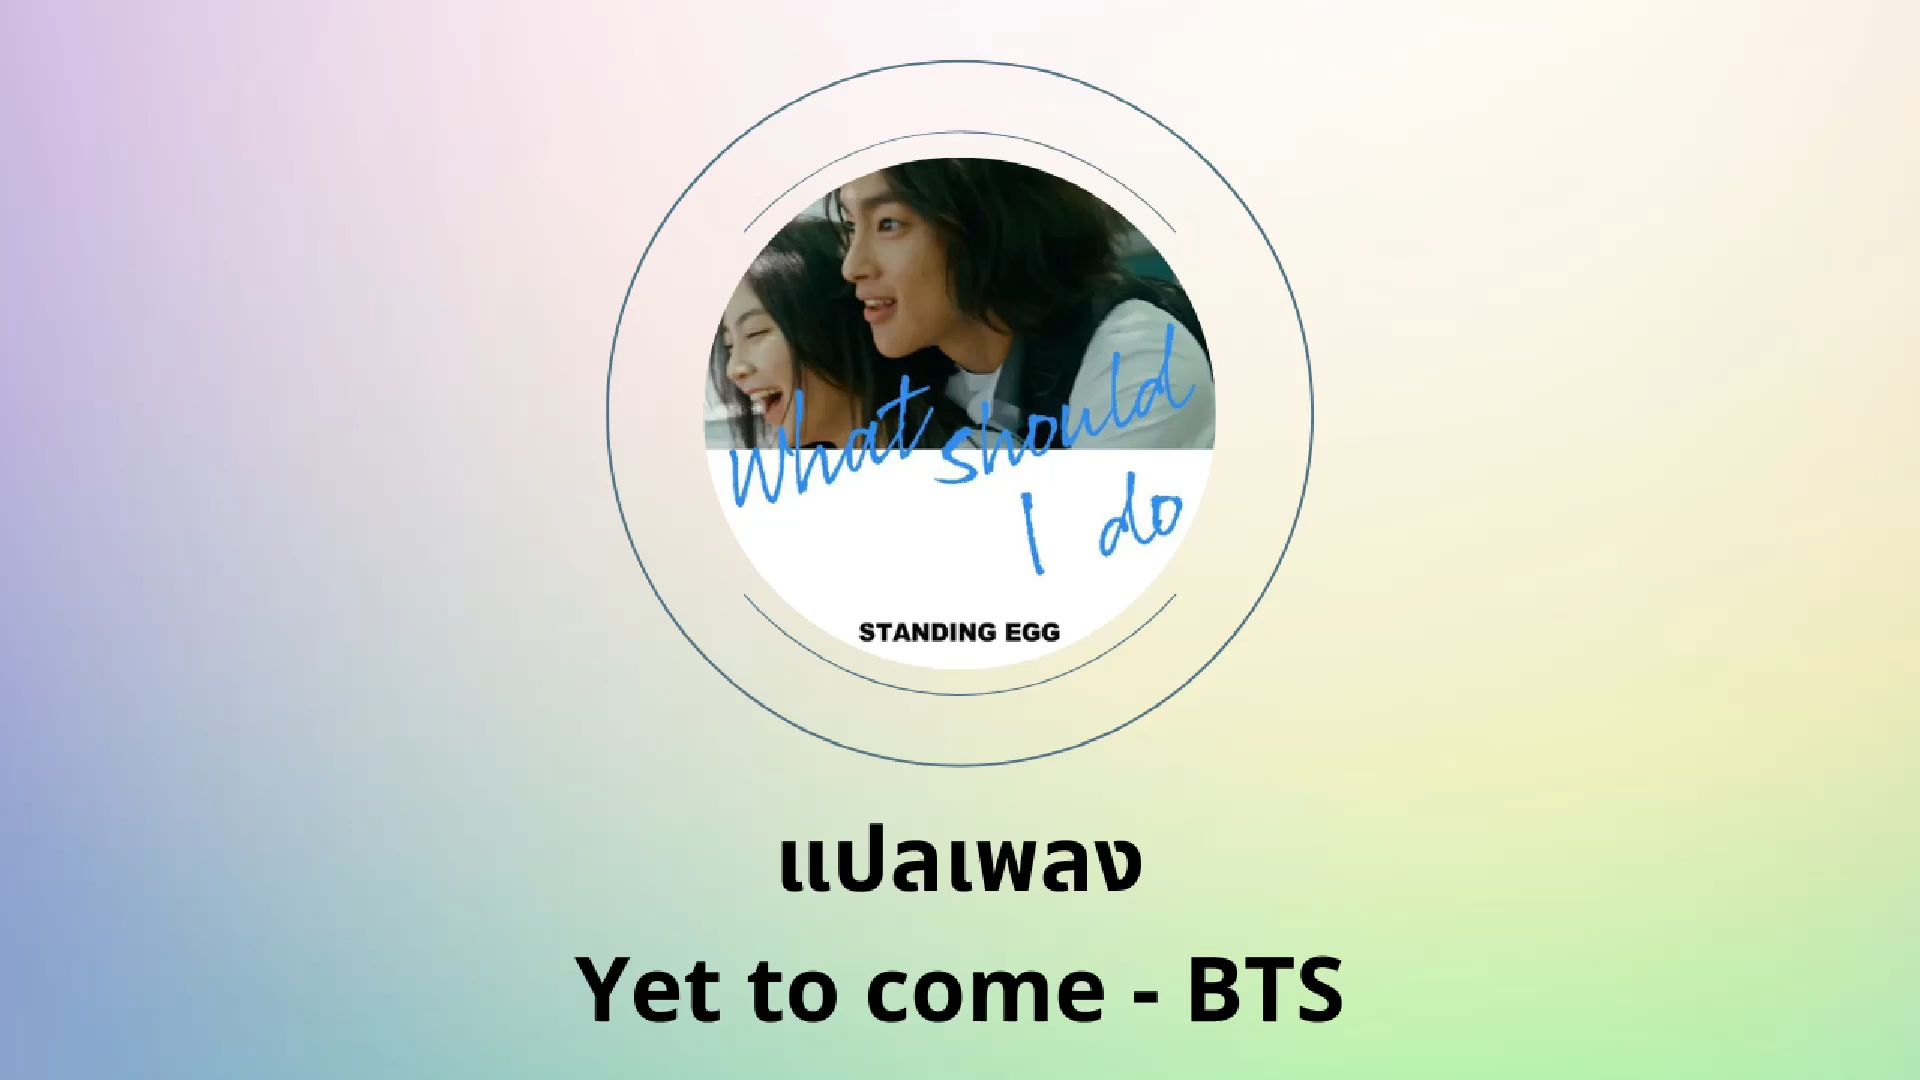 What should
I do
STANDING EGG
แปลเพลง
Yet to come - BTS